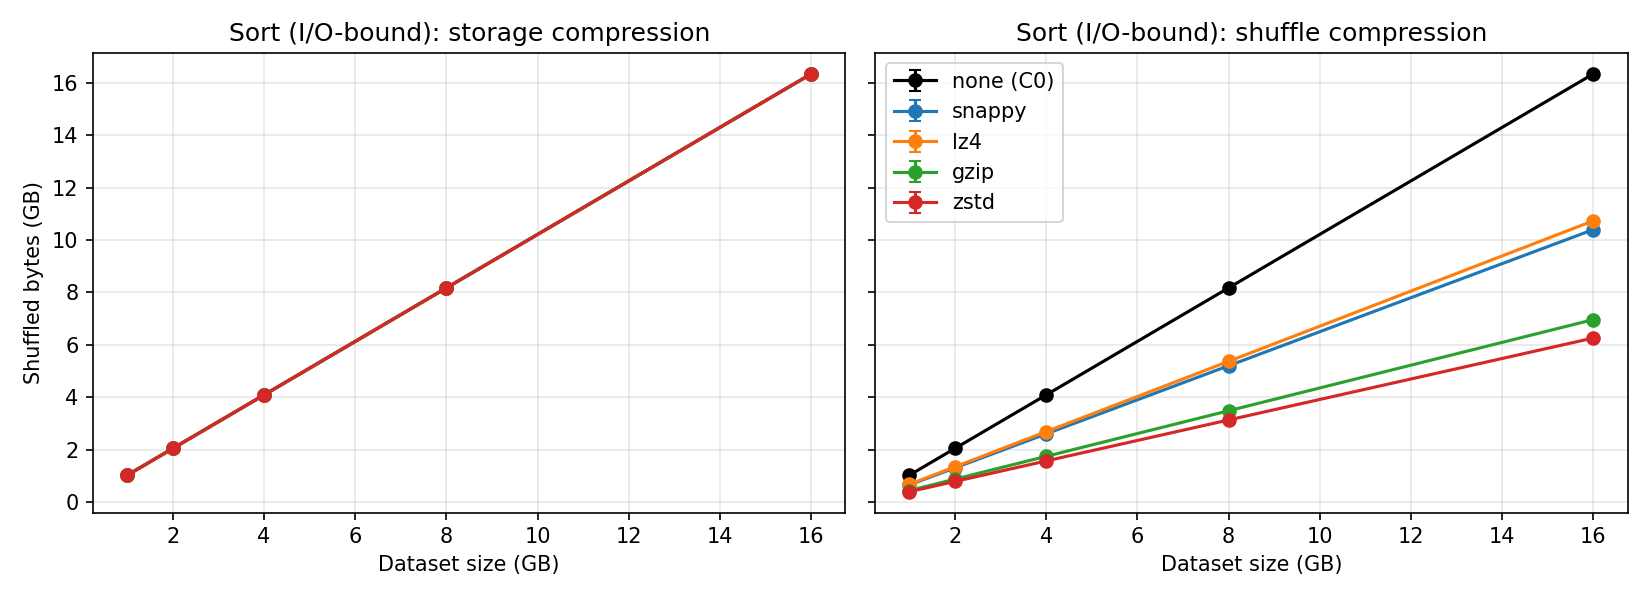 Sort (I/O-bound): storage compression
Sort (I/O-bound): shuffle compression
Shuffled bytes (GB)
16
14
12
10
8
6
4
2
0
2 4 6 8 10 12 14 16
Dataset size (GB)
none (C0)
snappy
lz4
gzip
zstd
2 4 6 8 10 12 14 16
Dataset size (GB)